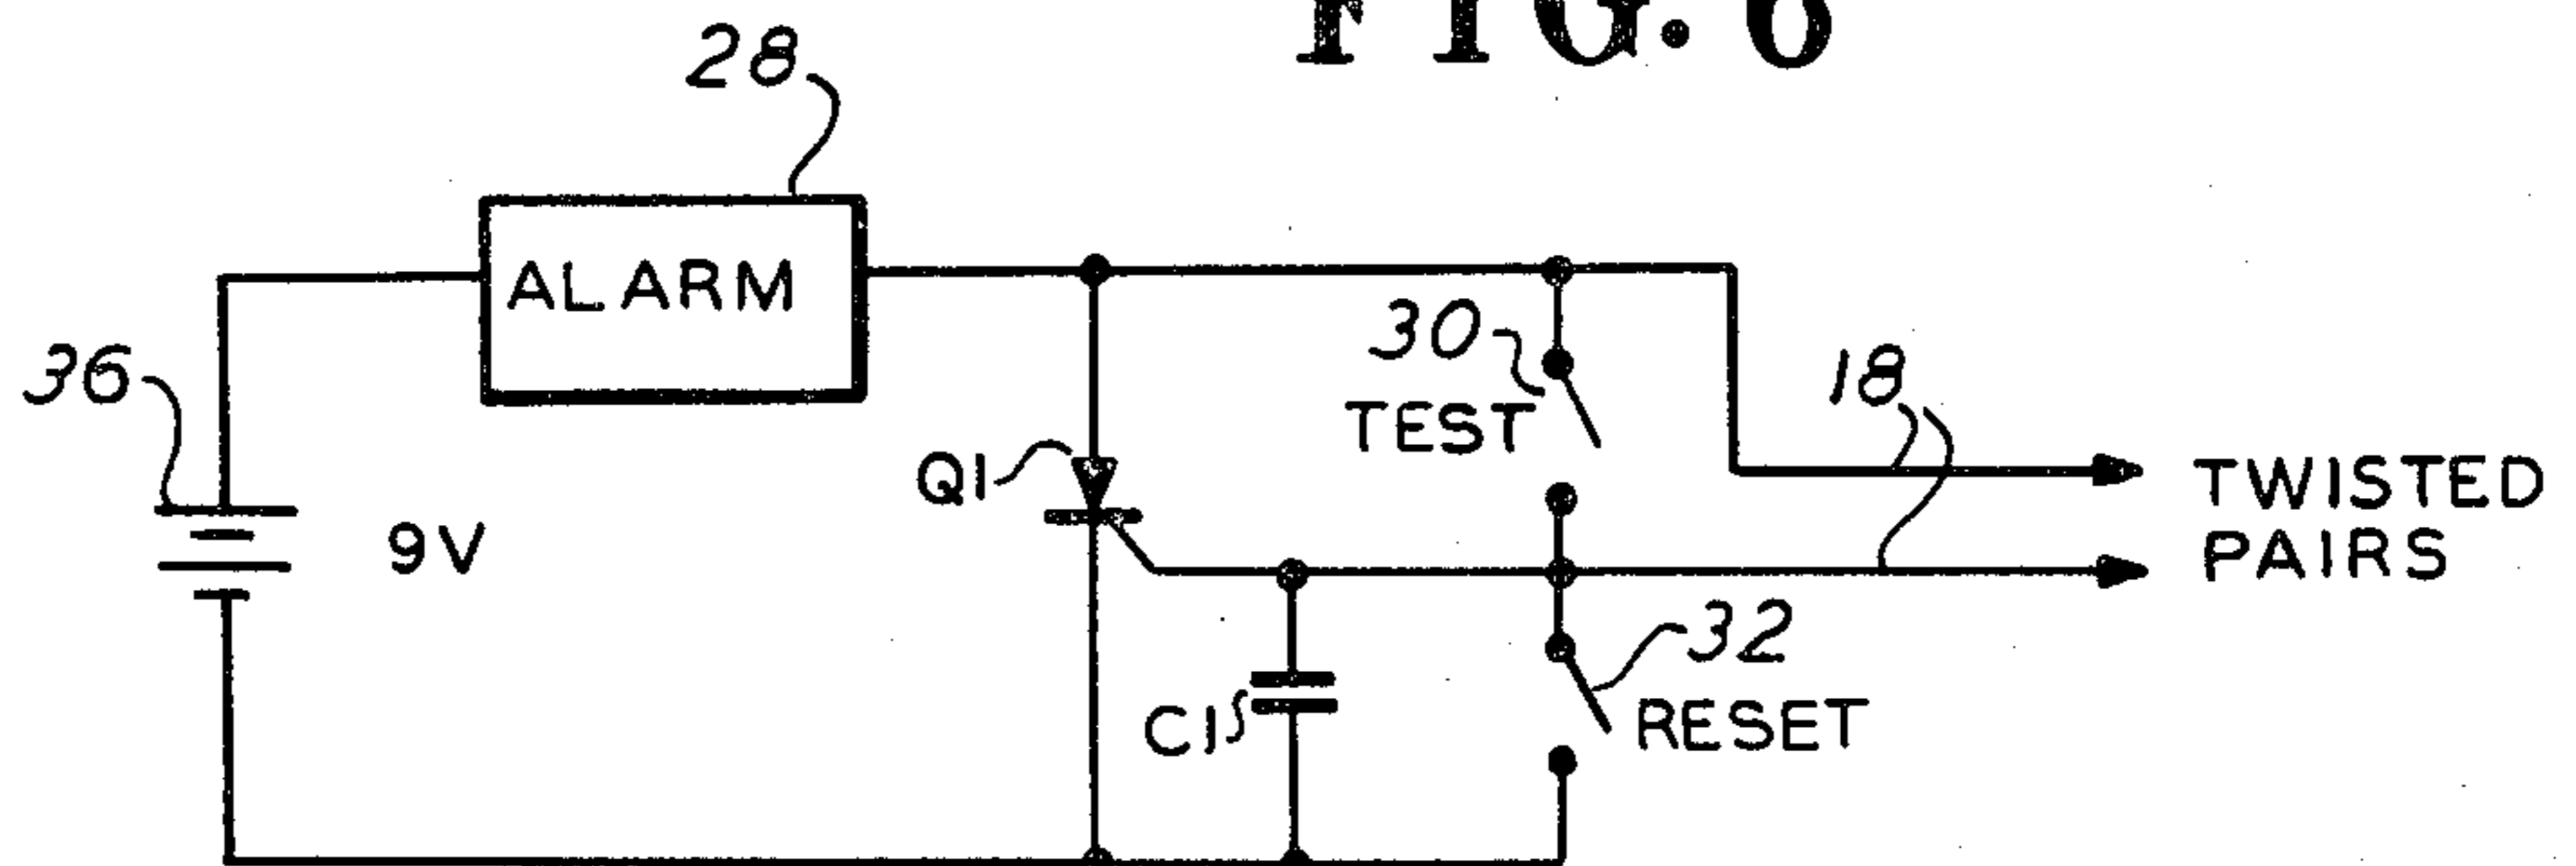 FIG. 6
28
ALARM
36
30
TEST
18
Q1
9V
TWISTED
PAIRS
32
C1
RESET